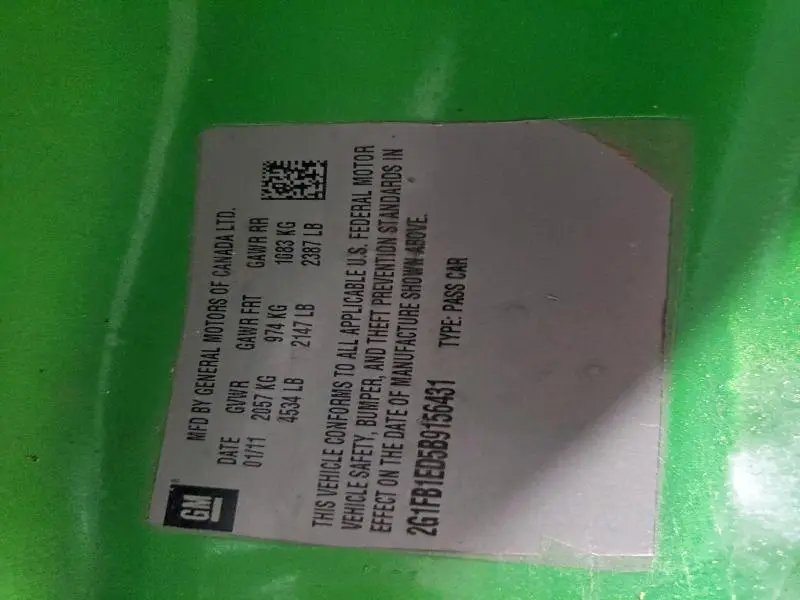 MFD BY GENERAL MOTORS OF CANADA LTD.
DATE GVWR GAWR FRT GAWR RR
01/11 2057 KG 974 KG 1083 KG
4534 LB 2147 LB 2387 LB
THIS VEHICLE CONFORMS TO ALL APPLICABLE U.S. FEDERAL MOTOR
VEHICLE SAFETY, BUMPER, AND THEFT PREVENTION STANDARDS IN
EFFECT ON THE DATE OF MANUFACTURE SHOWN ABOVE.
2G1FB1ED5B9156431 TYPE: PASS CAR
GM